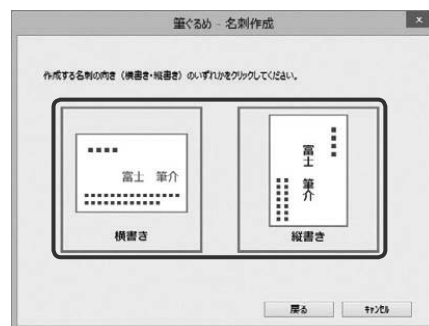 筆ぐるめ - 名刺作成
作成する名刺の向き（横書き・縦書き）のいずれかをクリックしてください。
富士 筆介
横書き
富士 筆介
縦書き
戻る
キャンセル